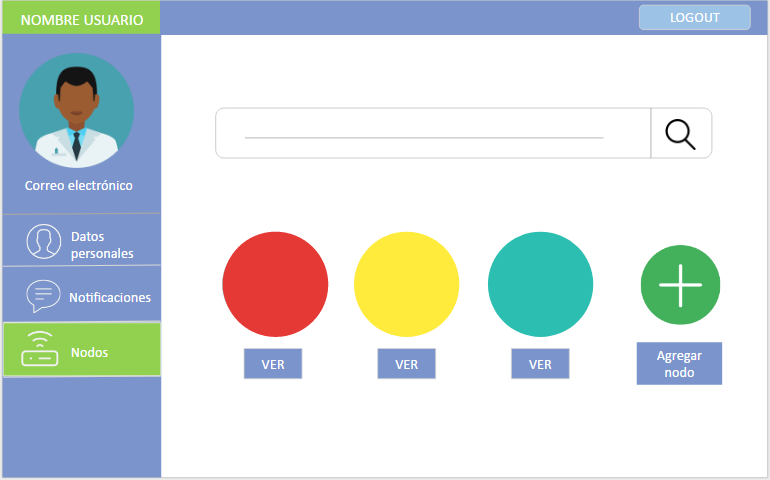 NOMBRE USUARIO
LOGOUT
Correo electrónico
Datos
personales
Notificaciones
Nodos
VER
VER
VER
Agregar
nodo